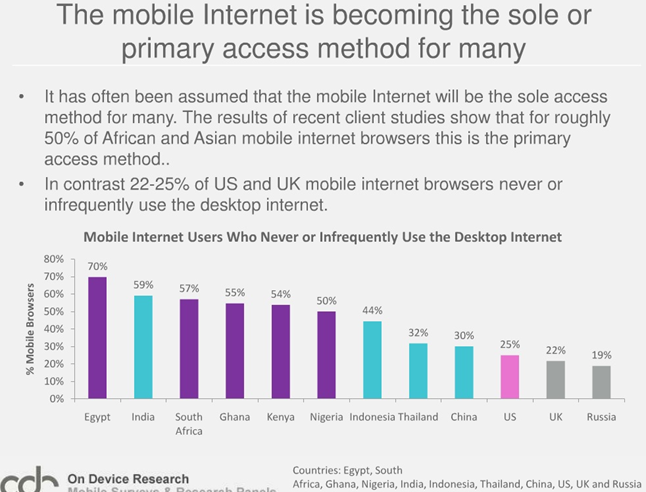 The mobile Internet is becoming the sole or
primary access method for many
• It has often been assumed that the mobile Internet will be the sole access
method for many. The results of recent client studies show that for roughly
50% of African and Asian mobile internet browsers this is the primary
access method..
• In contrast 22-25% of US and UK mobile internet browsers never or
infrequently use the desktop internet.
Mobile Internet Users Who Never or Infrequently Use the Desktop Internet
% Mobile Browsers
80%
70%
60%
50%
40%
30%
20%
10%
0%
70%
59%
57%
55%
54%
50%
44%
32%
30%
25%
22%
19%
Egypt India South Ghana Kenya Nigeria Indonesia Thailand China US UK Russia
Africa
On Device Research
Mobile Surveys & Research Panels
Countries: Egypt, South
Africa, Ghana, Nigeria, India, Indonesia, Thailand, China, US, UK and Russia